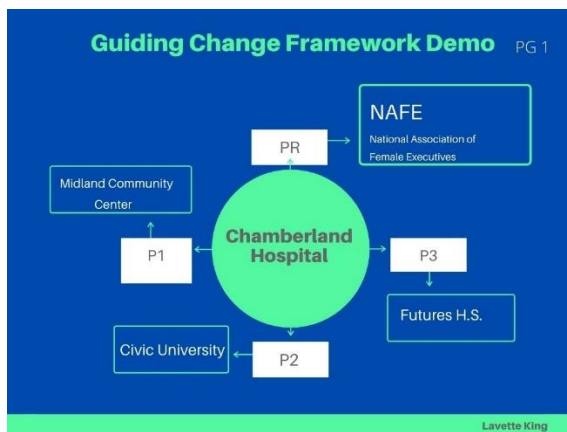 Guiding Change Framework Demo PG 1
NAFE
National Association of
Female Executives
PR
Midland Community
Center
P1
Chamberland
Hospital
P3
Futures H.S.
Civic University
P2
Lavette King